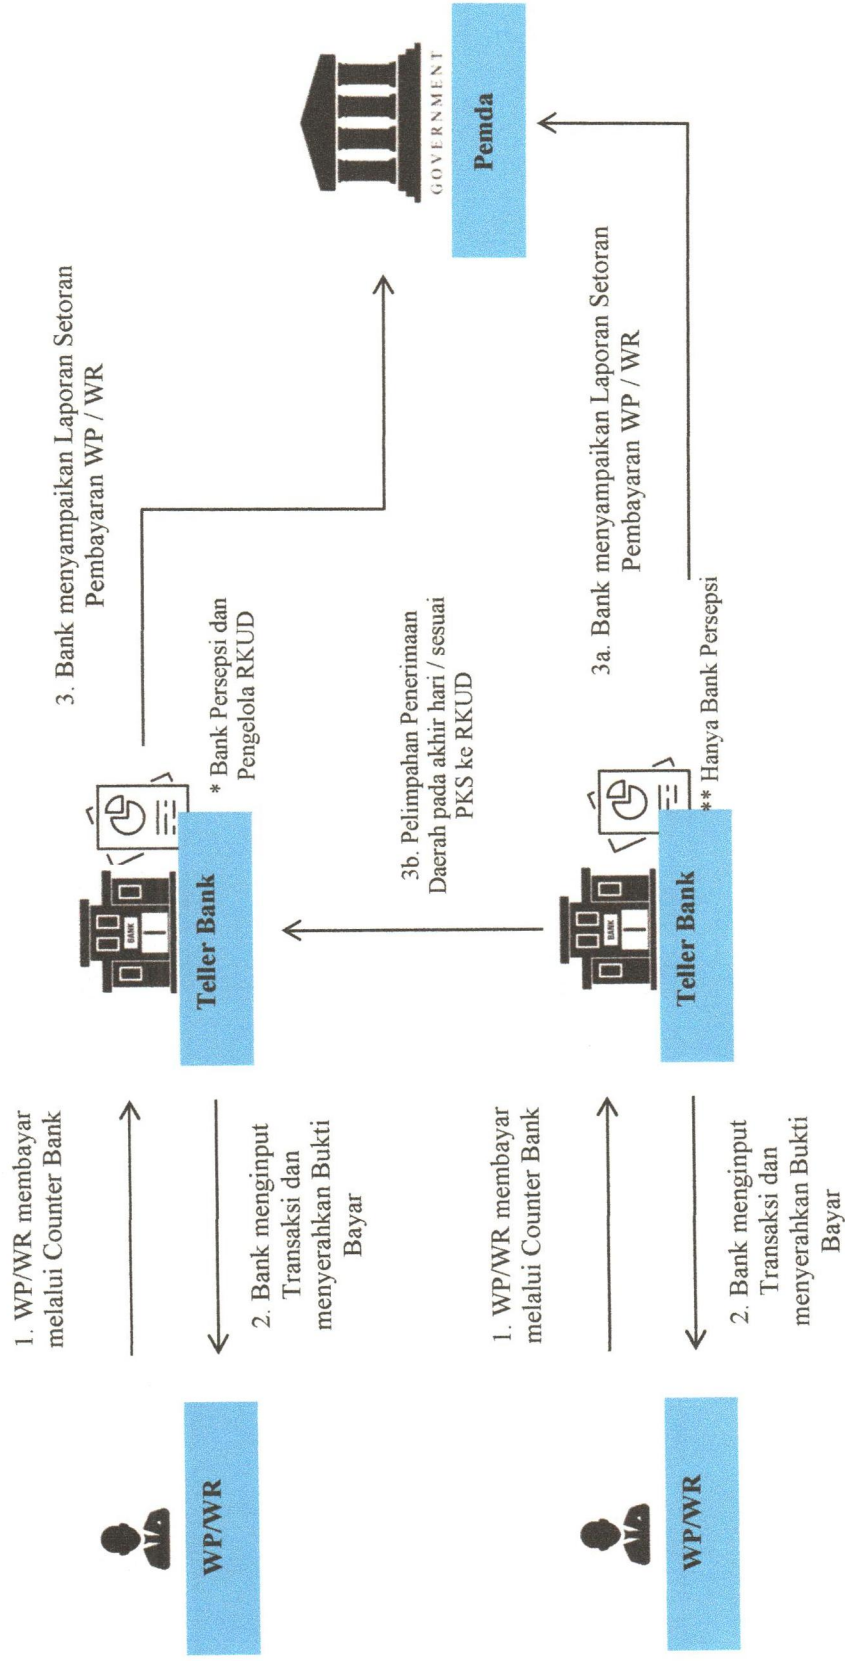 1. WP/WR membayar
melalui Counter Bank
2. Bank menginput
Transaksi dan
menyerahkan Bukti
Bayar
WP/WR
BANK
Teller Bank
* Bank Persepsi dan
Pengelola RKUD
3. Bank menyampaikan Laporan Setoran
Pembayaran WP / WR
3b. Pelimpahan Penerimaan
Daerah pada akhir hari / sesuai
PKS ke RKUD
GOVERNMENT
Pemda
1. WP/WR membayar
melalui Counter Bank
2. Bank menginput
Transaksi dan
menyerahkan Bukti
Bayar
WP/WR
BANK
Teller Bank
** Hanya Bank Persepsi
3a. Bank menyampaikan Laporan Setoran
Pembayaran WP / WR